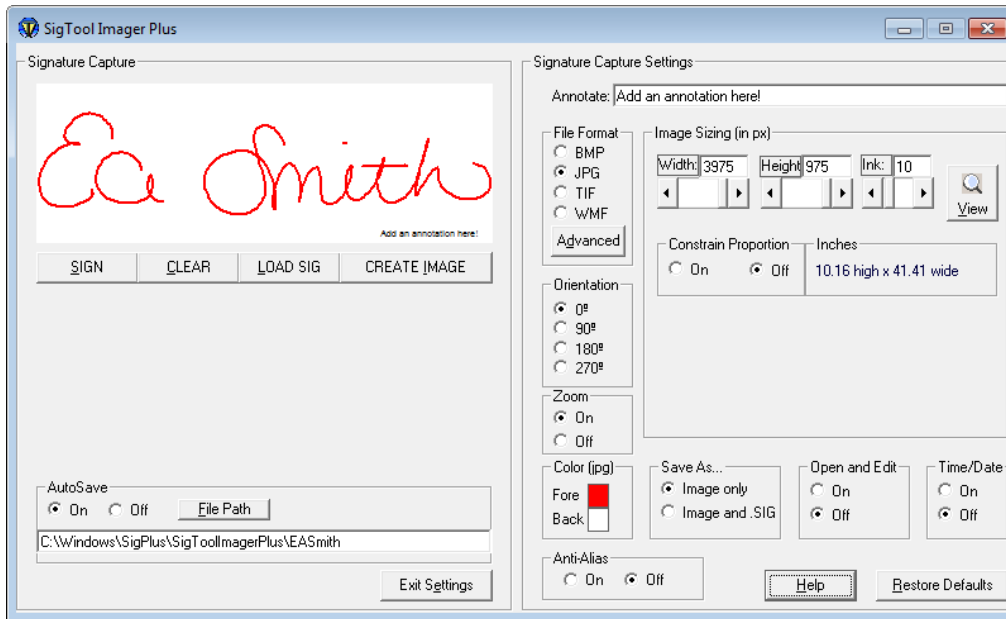 SigTool Imager Plus
Signature Capture
Ea Smith
Add an annotation here!
SIGN CLEAR LOAD SIG CREATE IMAGE
AutoSave
On Off File Path
C:\Windows\SigPlus\SigToolImagerPlus\EASmith
Exit Settings
Signature Capture Settings
Annotate: Add an annotation here!
File Format
BMP
JPG
TIF
WMF
Advanced
Image Sizing (in px)
Width: 3975 Height 975 Ink: 10
View
Constrain Proportion
On Off
Inches
10.16 high x 41.41 wide
Orientation
0º
90º
180º
270º
Zoom
On
Off
Color (jpg)
Fore
Back
Save As...
Image only
Image and .SIG
Open and Edit
On
Off
Time/Date
On
Off
Anti-Alias
On Off
Help
Restore Defaults